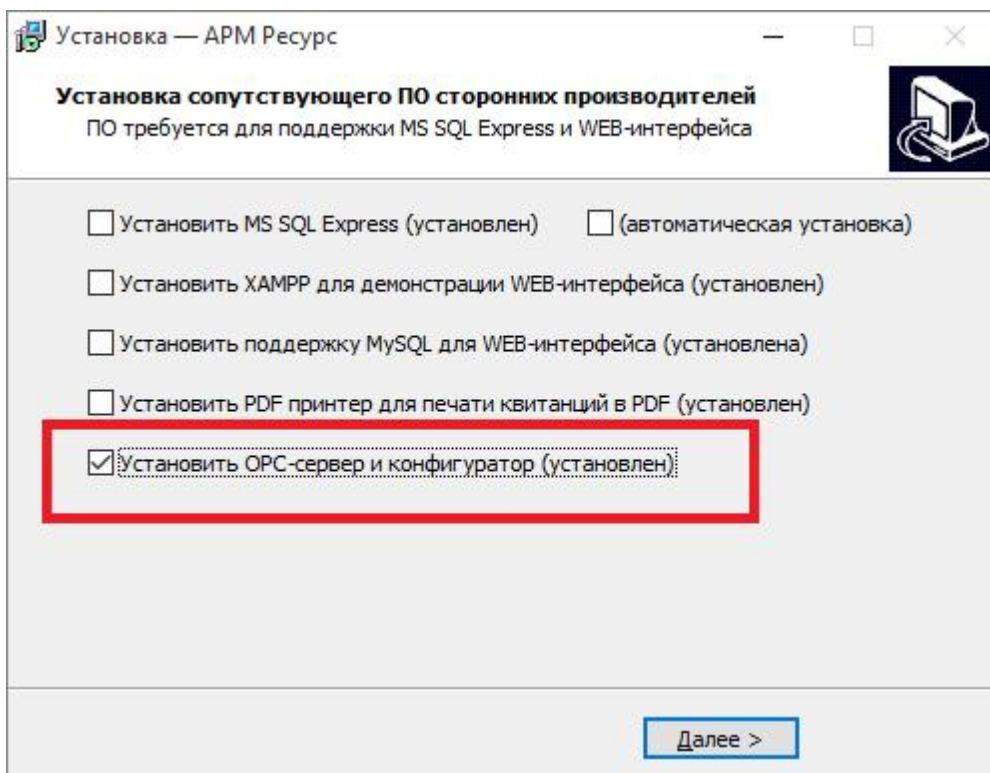 Установка — АРМ Ресурс
Установка сопутствующего ПО сторонних производителей
ПО требуется для поддержки MS SQL Express и WEB-интерфейса
Установить MS SQL Express (установлен) (автоматическая установка)
Установить XAMPP для демонстрации WEB-интерфейса (установлен)
Установить поддержку MySQL для WEB-интерфейса (установлена)
Установить PDF принтер для печати квитанций в PDF (установлен)
Установить OPC-сервер и конфигуратор (установлен)
Далее >